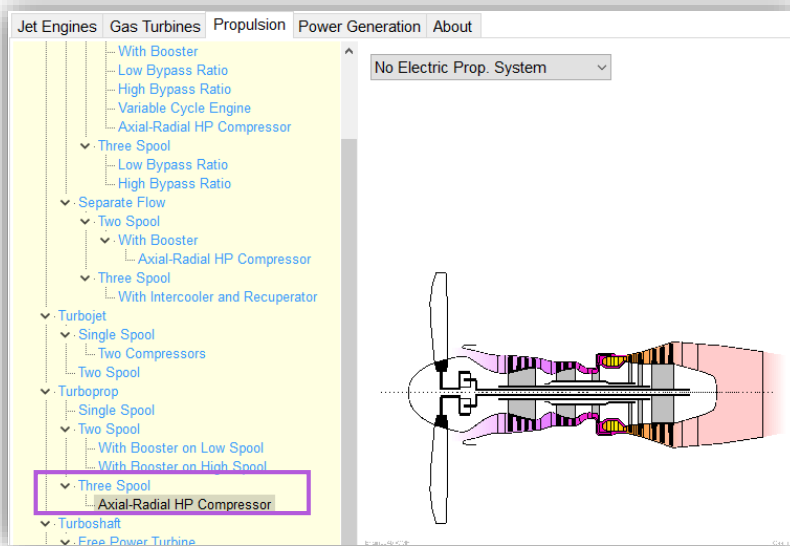 Jet Engines Gas Turbines Propulsion Power Generation About
With Booster
Low Bypass Ratio
High Bypass Ratio
Variable Cycle Engine
Axial-Radial HP Compressor
Three Spool
Low Bypass Ratio
High Bypass Ratio
Separate Flow
Two Spool
With Booster
Axial-Radial HP Compressor
Three Spool
With Intercooler and Recuperator
Turbojet
Single Spool
Two Compressors
Two Spool
Turboprop
Single Spool
Two Spool
With Booster on Low Spool
With Booster on High Spool
Three Spool
Axial-Radial HP Compressor
Turboshaft
Free Power Turbine
No Electric Prop. System